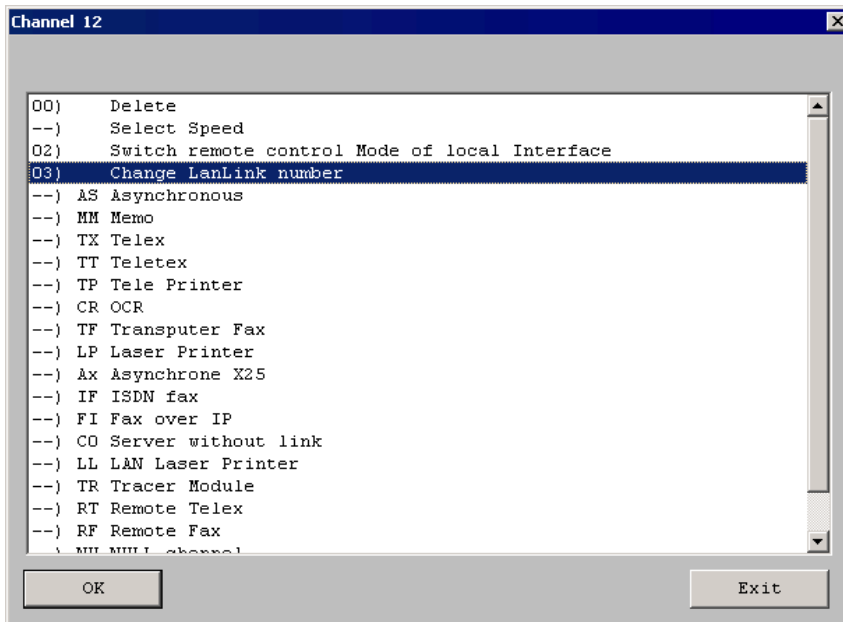 Channel 12
00) Delete
--) Select Speed
02) Switch remote control Mode of local Interface
03) Change LanLink number
--) AS Asynchronous
--) MM Memo
--) TX Telex
--) TT Teletex
--) TP Tele Printer
--) CR OCR
--) TF Transputer Fax
--) LP Laser Printer
--) Ax Asynchrone X25
--) IF ISDN fax
--) FI Fax over IP
--) CO Server without link
--) LL LAN Laser Printer
--) TR Tracer Module
--) RT Remote Telex
--) RF Remote Fax
--) NU NULL channel
OK Exit